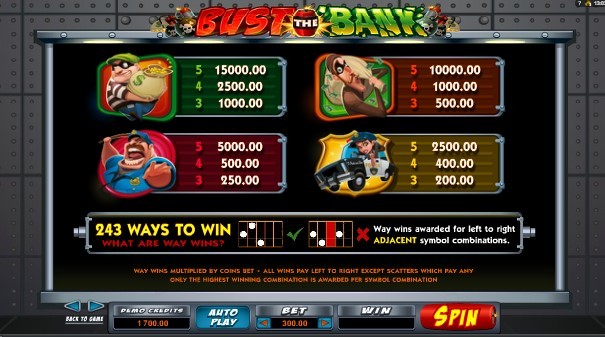 BUST THE BANK
5 15000.00
4 2500.00
3 1000.00
5 10000.00
4 1000.00
3 500.00
5 5000.00
4 500.00
3 250.00
5 2500.00
4 400.00
3 200.00
243 WAYS TO WIN
WHAT ARE WAY WINS?
Way wins awarded for left to right
ADJACENT symbol combinations.
WAY WINS MULTIPLIED BY COINS BET - ALL WINS PAY LEFT TO RIGHT EXCEPT SCATTERS WHICH PAY ANY
ONLY THE HIGHEST WINNING COMBINATION IS AWARDED PER SYMBOL COMBINATION
BACK TO GAME
DEMO CREDITS
1700.00
AUTO
PLAY
BET
300.00
WIN
SPIN